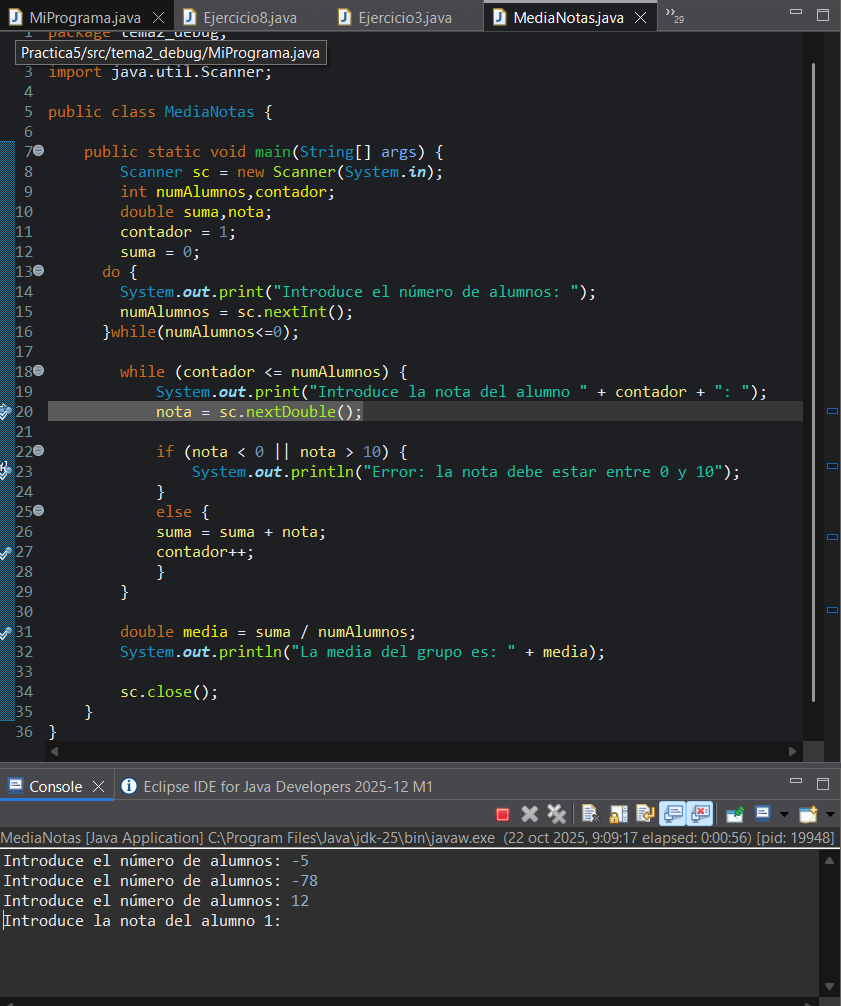 MiPrograma.java Ejercicio8.java Ejercicio3.java MediaNotas.java »29
1 package tema2_debug;
Practica5/src/tema2_debug/MiPrograma.java
3 import java.util.Scanner;
4
5 public class MediaNotas {
6
7 public static void main(String[] args) {
8 Scanner sc = new Scanner(System.in);
9 int numAlumnos,contador;
10 double suma,nota;
11 contador = 1;
12 suma = 0;
13 do {
14 System.out.print("Introduce el número de alumnos: ");
15 numAlumnos = sc.nextInt();
16 }while(numAlumnos<=0);
17
18 while (contador <= numAlumnos) {
19 System.out.print("Introduce la nota del alumno " + contador + ": ");
20 nota = sc.nextDouble();
21
22 if (nota < 0 || nota > 10) {
23 System.out.println("Error: la nota debe estar entre 0 y 10");
24 }
25 else {
26 suma = suma + nota;
27 contador++;
28 }
29 }
30
31 double media = suma / numAlumnos;
32 System.out.println("La media del grupo es: " + media);
33
34 sc.close();
35 }
36 }
Console Eclipse IDE for Java Developers 2025-12 M1
MediaNotas [Java Application] C:\Program Files\Java\jdk-25\bin\javaw.exe (22 oct 2025, 9:09:17 elapsed: 0:00:56) [pid: 19948]
Introduce el número de alumnos: -5
Introduce el número de alumnos: -78
Introduce el número de alumnos: 12
Introduce la nota del alumno 1: